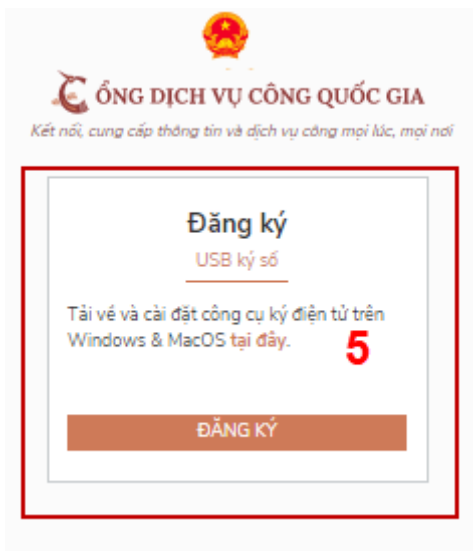 CỔNG DỊCH VỤ CÔNG QUỐC GIA
Kết nối, cung cấp thông tin và dịch vụ công mọi lúc, mọi nơi
Đăng ký
USB ký số
Tải về và cài đặt công cụ ký điện tử trên
Windows & MacOS tại đây.
5
ĐĂNG KÝ